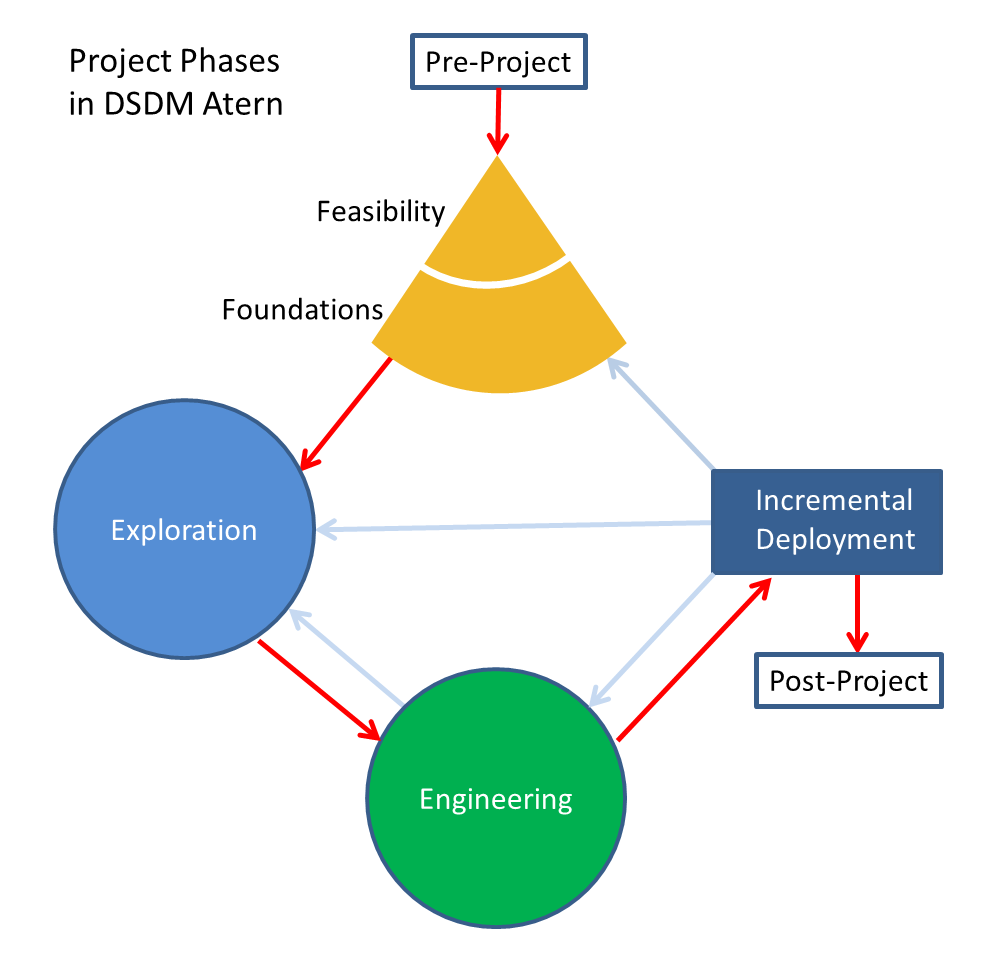 Project Phases
in DSDM Atern
Pre-Project
Feasibility
Foundations
Exploration
Incremental
Deployment
Post-Project
Engineering